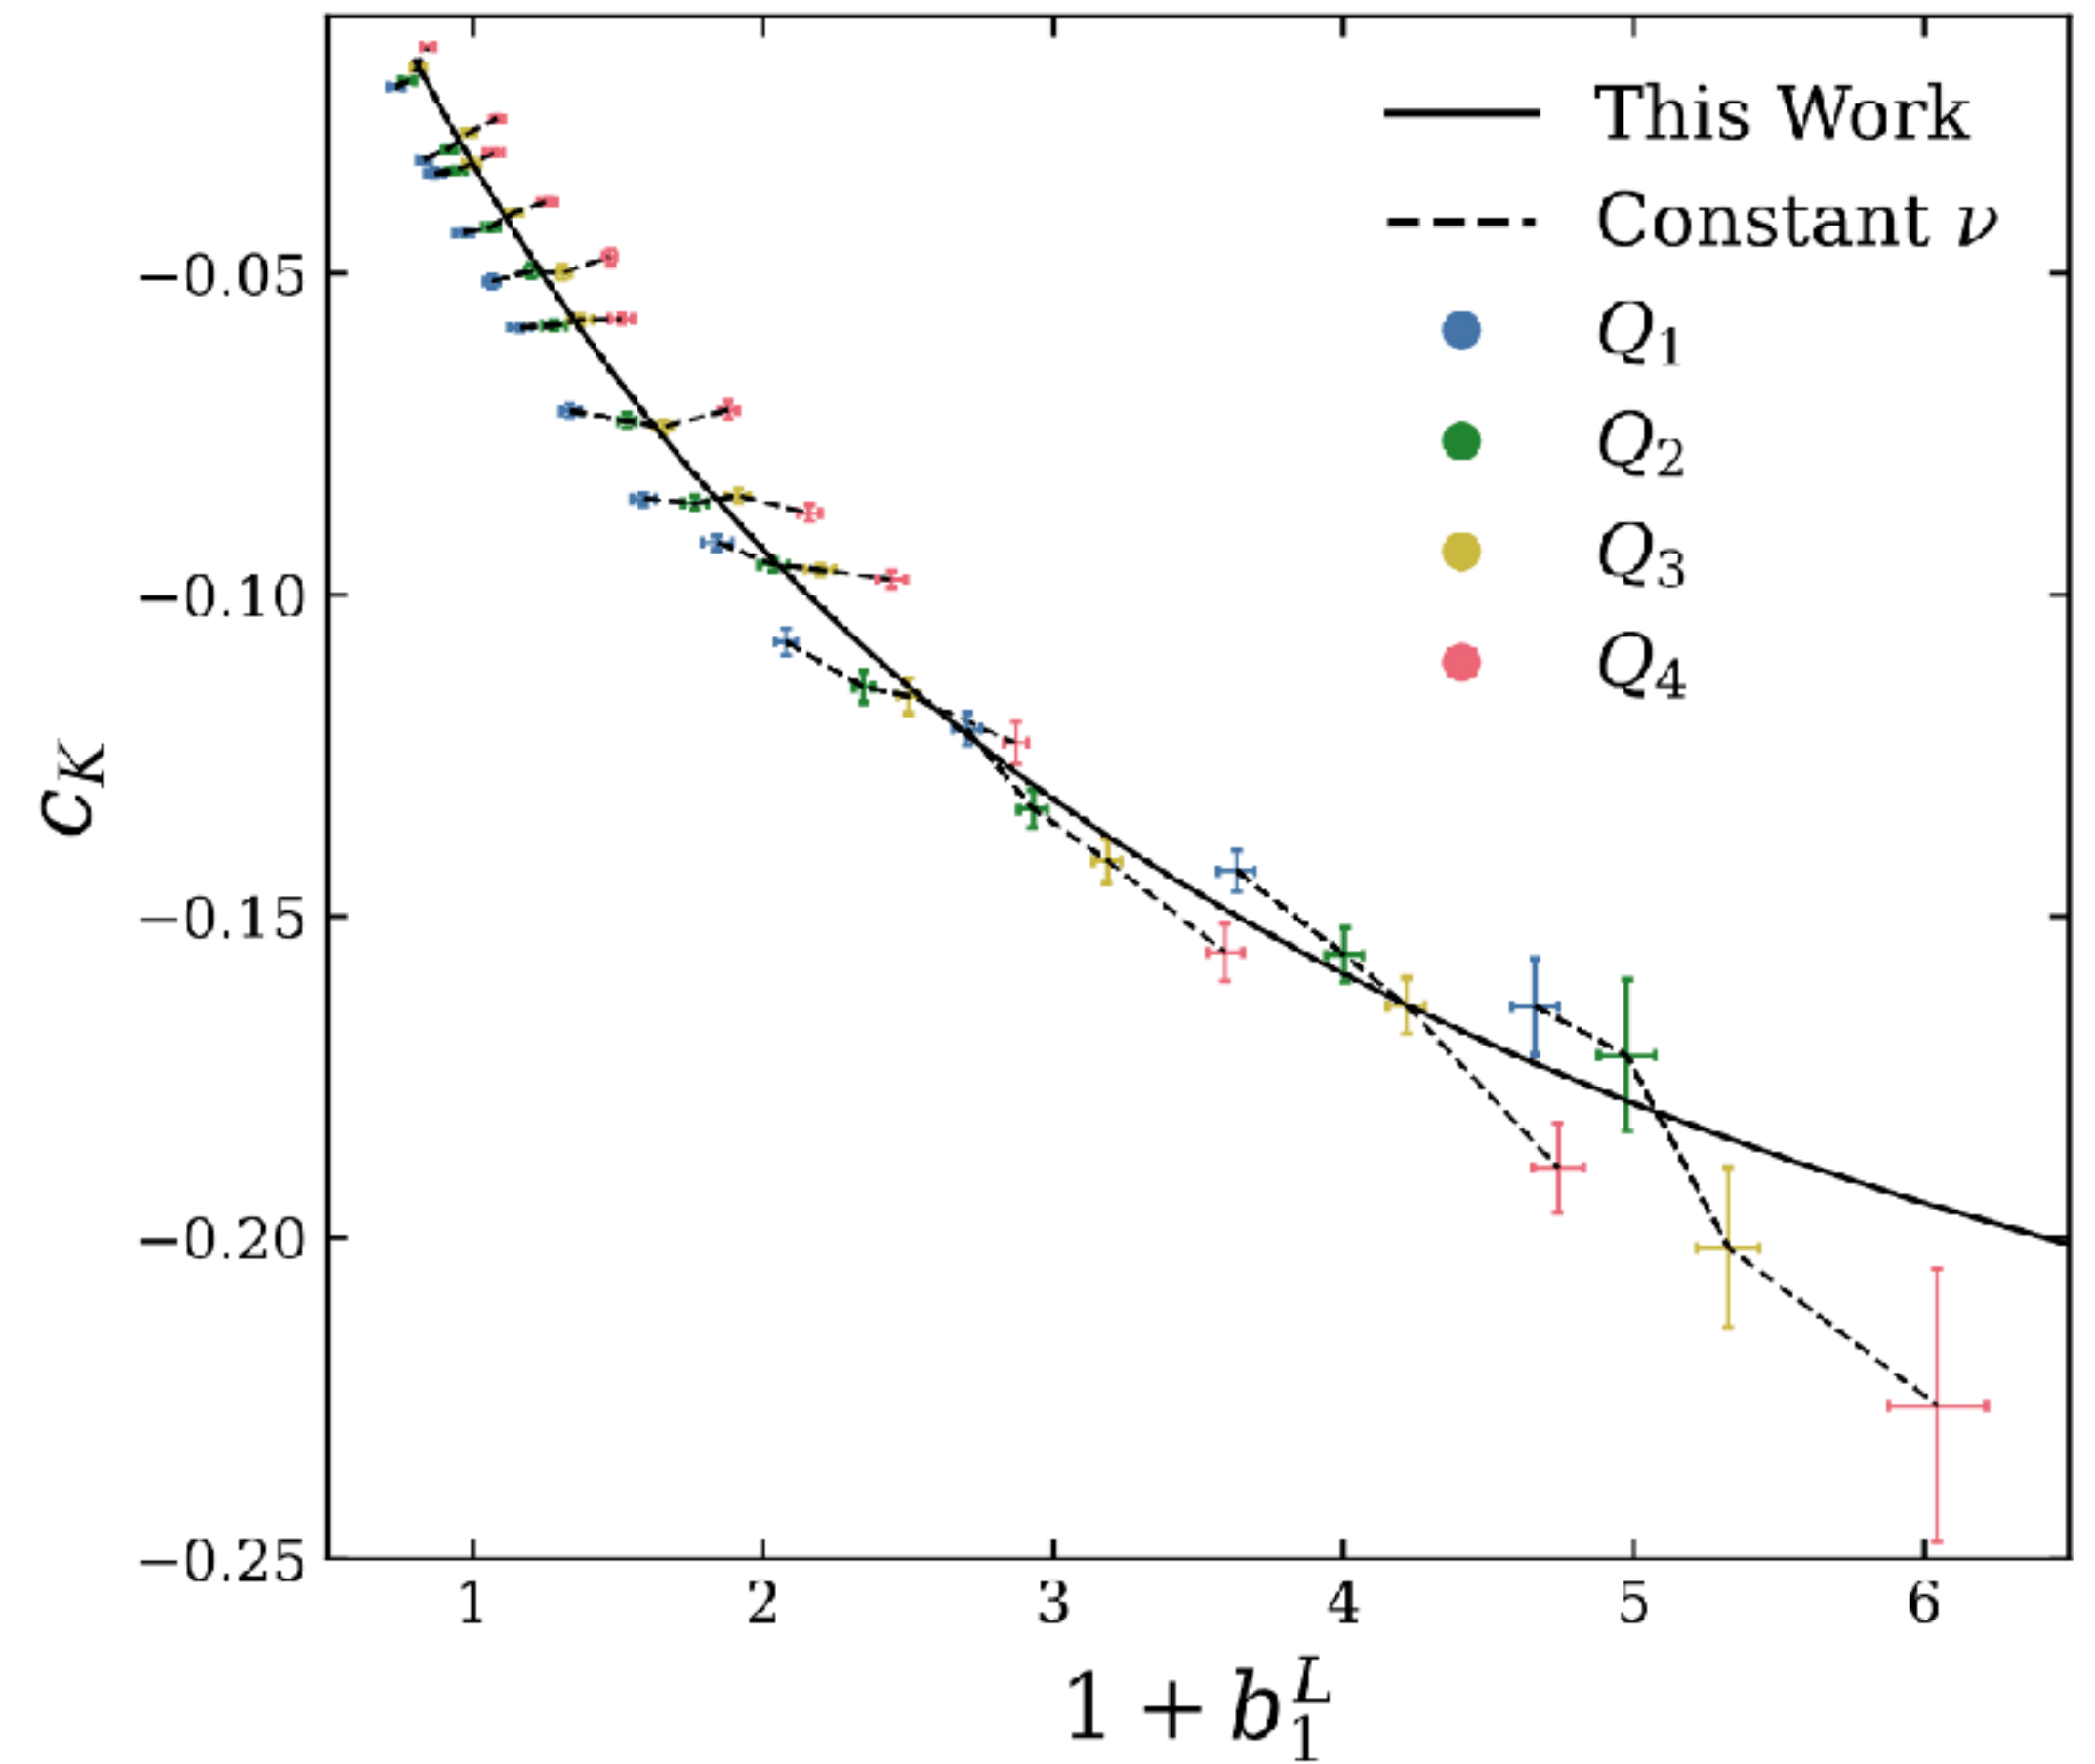 This Work
Constant ν
Q₁
Q₂
Q₃
Q₄
−0.05
−0.10
−0.15
−0.20
−0.25
c_K
1 2 3 4 5 6
1 + b₁ᴸ